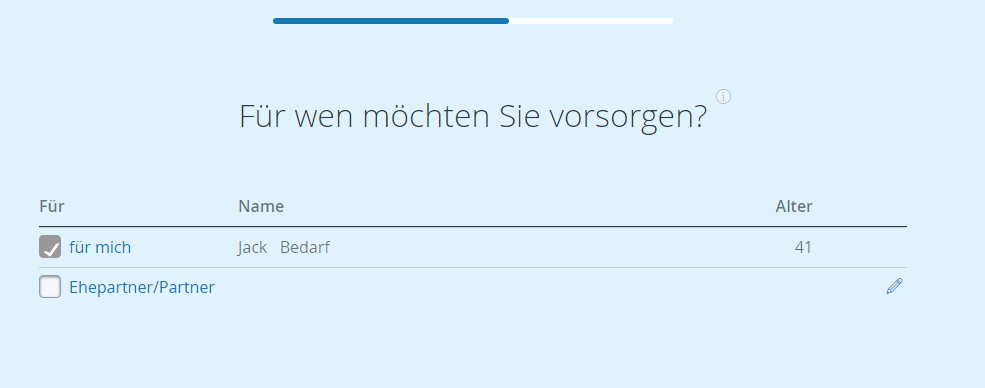 Für wen möchten Sie vorsorgen?
Für Name Alter
für mich Jack Bedarf 41
Ehepartner/Partner